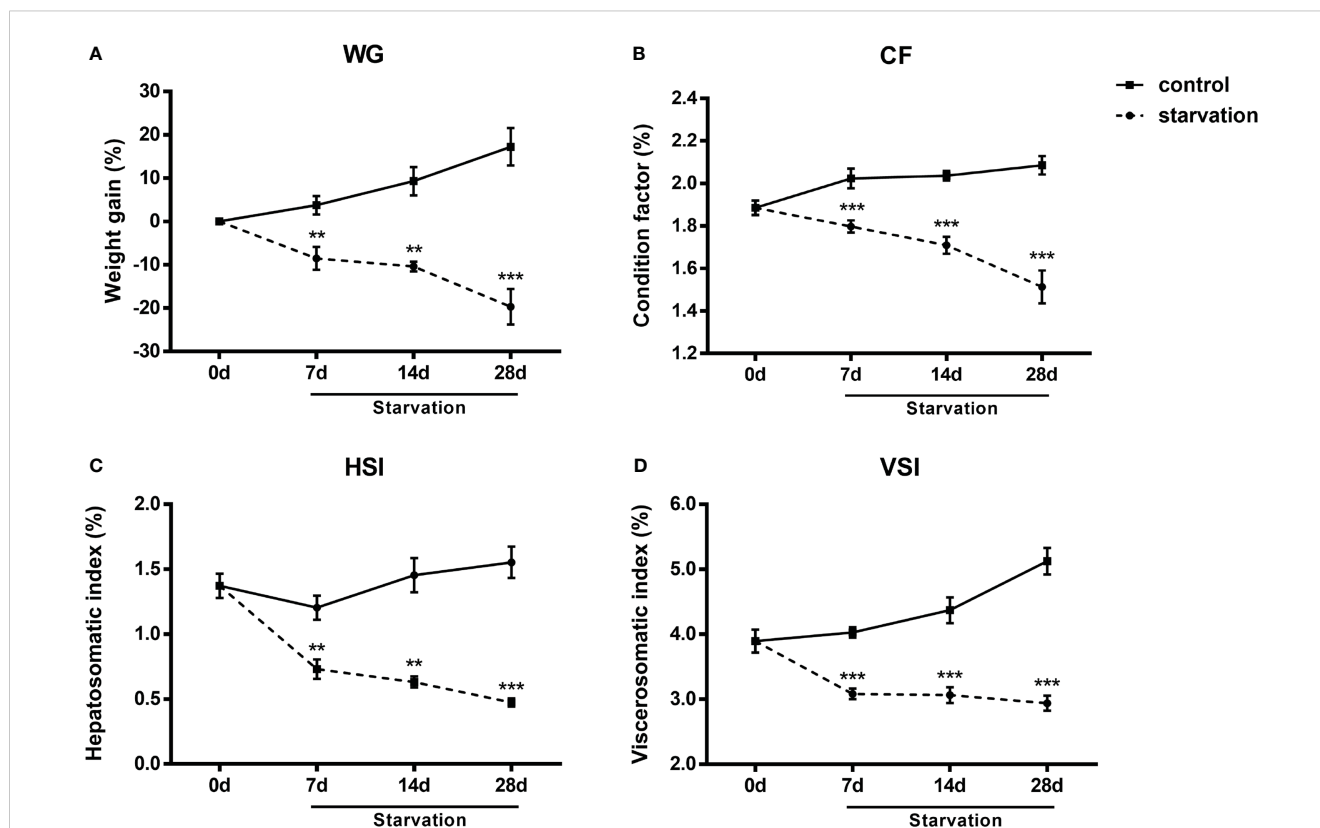 A
WG
Weight gain (%)
30
20
10
0
-10
-20
-30
**
**
***
0d 7d 14d 28d
Starvation
B
CF
Condition factor (%)
2.4
2.2
2.0
1.8
1.6
1.4
1.2
***
***
***
0d 7d 14d 28d
Starvation
control
starvation
C
HSI
Hepatosomatic index (%)
2.0
1.5
1.0
0.5
0.0
**
**
***
0d 7d 14d 28d
Starvation
D
VSI
Viscerosomatic index (%)
6.0
5.0
4.0
3.0
2.0
***
***
***
0d 7d 14d 28d
Starvation